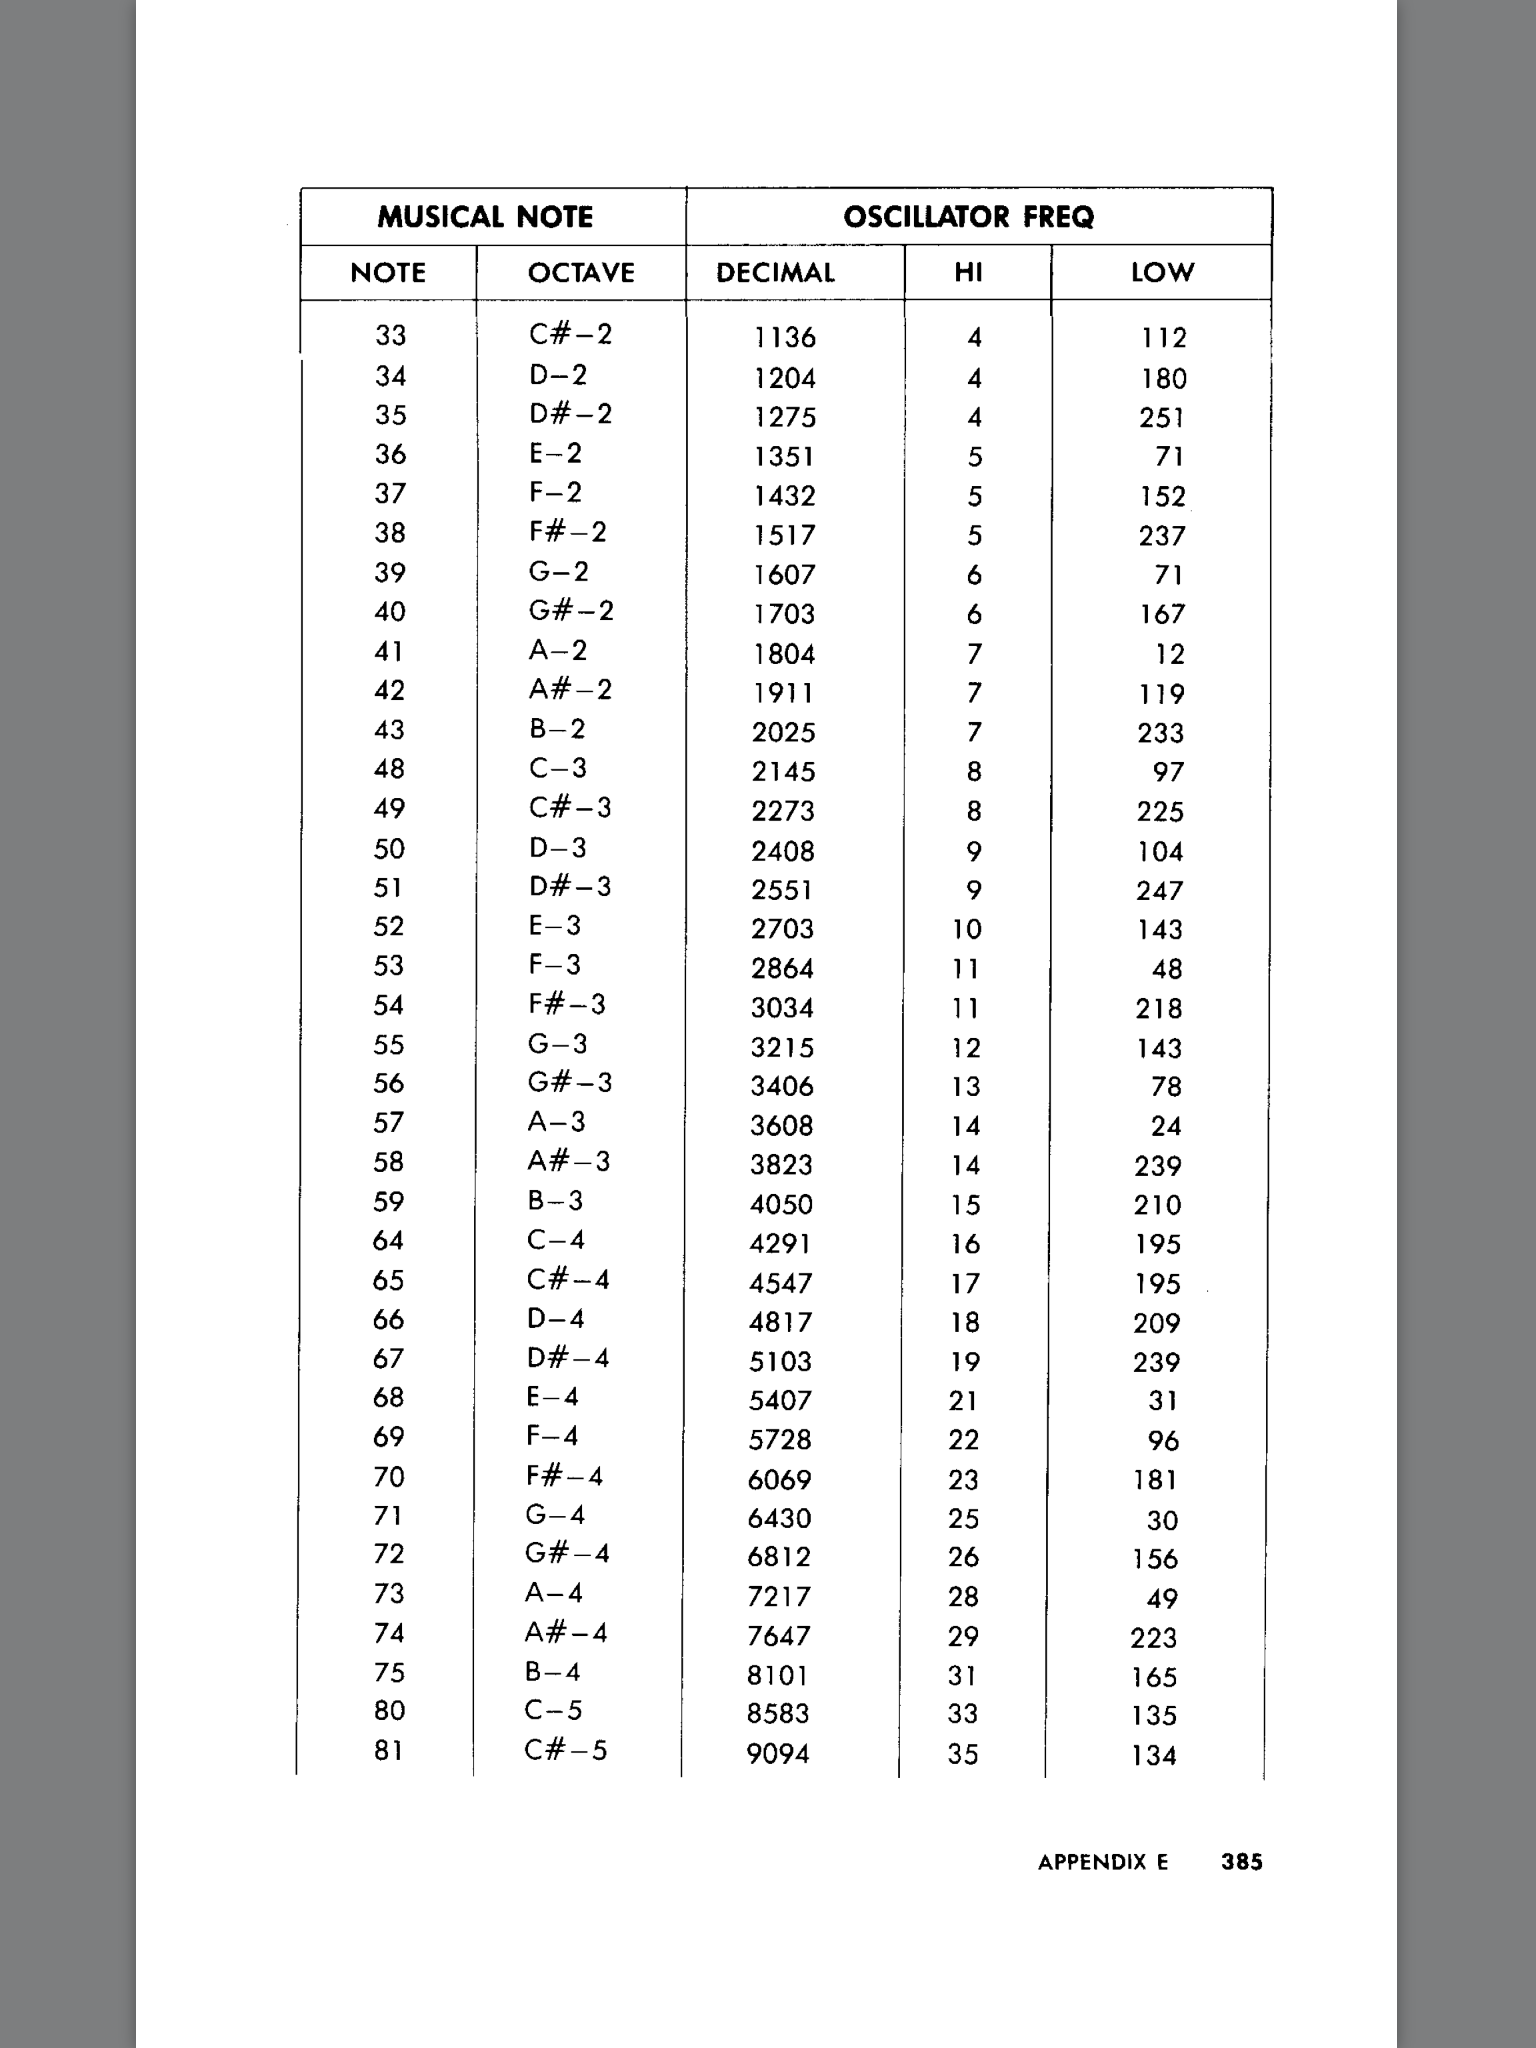 MUSICAL NOTE OSCILLATOR FREQ
NOTE OCTAVE DECIMAL HI LOW
33 C#–2 1136 4 112
34 D–2 1204 4 180
35 D#–2 1275 4 251
36 E–2 1351 5 71
37 F–2 1432 5 152
38 F#–2 1517 5 237
39 G–2 1607 6 71
40 G#–2 1703 6 167
41 A–2 1804 7 12
42 A#–2 1911 7 119
43 B–2 2025 7 233
48 C–3 2145 8 97
49 C#–3 2273 8 225
50 D–3 2408 9 104
51 D#–3 2551 9 247
52 E–3 2703 10 143
53 F–3 2864 11 48
54 F#–3 3034 11 218
55 G–3 3215 12 143
56 G#–3 3406 13 78
57 A–3 3608 14 24
58 A#–3 3823 14 239
59 B–3 4050 15 210
64 C–4 4291 16 195
65 C#–4 4547 17 195
66 D–4 4817 18 209
67 D#–4 5103 19 239
68 E–4 5407 21 31
69 F–4 5728 22 96
70 F#–4 6069 23 181
71 G–4 6430 25 30
72 G#–4 6812 26 156
73 A–4 7217 28 49
74 A#–4 7647 29 223
75 B–4 8101 31 165
80 C–5 8583 33 135
81 C#–5 9094 35 134
APPENDIX E 385